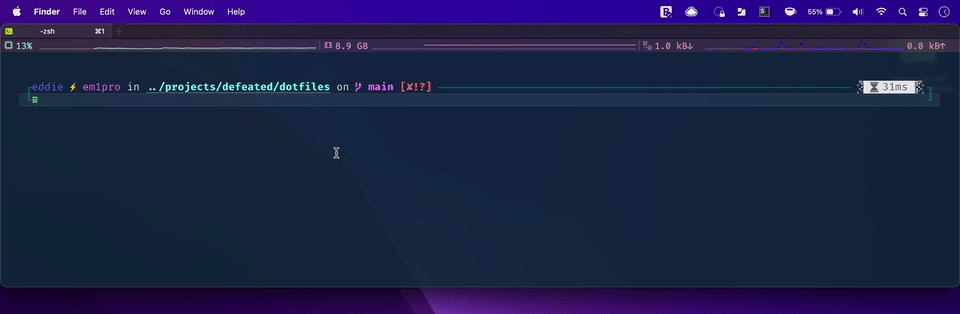 Finder File Edit View Go Window Help 55%
-zsh ⌘1 +
13% 8.9 GB 1.0 kB↓ 0.0 kB↑
eddie ⚡ em1pro in ../projects/defeated/dotfiles on main [✘!?] 31ms